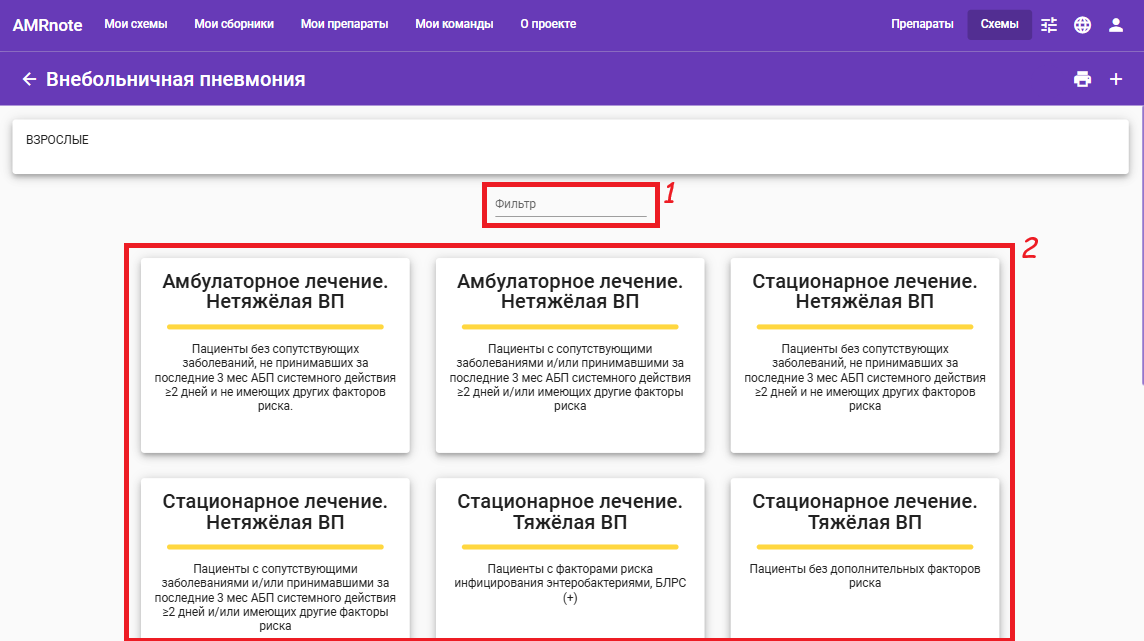 AMRnote Мои схемы Мои сборники Мои препараты Мои команды О проекте Препараты Схемы
Внебольничная пневмония
ВЗРОСЛЫЕ
Фильтр
1
2
Амбулаторное лечение.
Нетяжёлая ВП
Пациенты без сопутствующих
заболеваний, не принимавших за
последние 3 мес АБП системного действия
≥2 дней и не имеющих других факторов
риска.
Амбулаторное лечение.
Нетяжёлая ВП
Пациенты с сопутствующими
заболеваниями и/или принимавшими за
последние 3 мес АБП системного действия
≥2 дней и/или имеющих другие факторы
риска
Стационарное лечение.
Нетяжёлая ВП
Пациенты без сопутствующих
заболеваний, не принимавших за
последние 3 мес АБП системного действия
≥2 дней и не имеющих других факторов
риска
Стационарное лечение.
Нетяжёлая ВП
Пациенты с сопутствующими
заболеваниями и/или принимавшими за
последние 3 мес АБП системного действия
≥2 дней и/или имеющих другие факторы
риска
Стационарное лечение.
Тяжёлая ВП
Пациенты с факторами риска
инфицирования энтеробактериями, БЛРС
(+)
Стационарное лечение.
Тяжёлая ВП
Пациенты без дополнительных факторов
риска